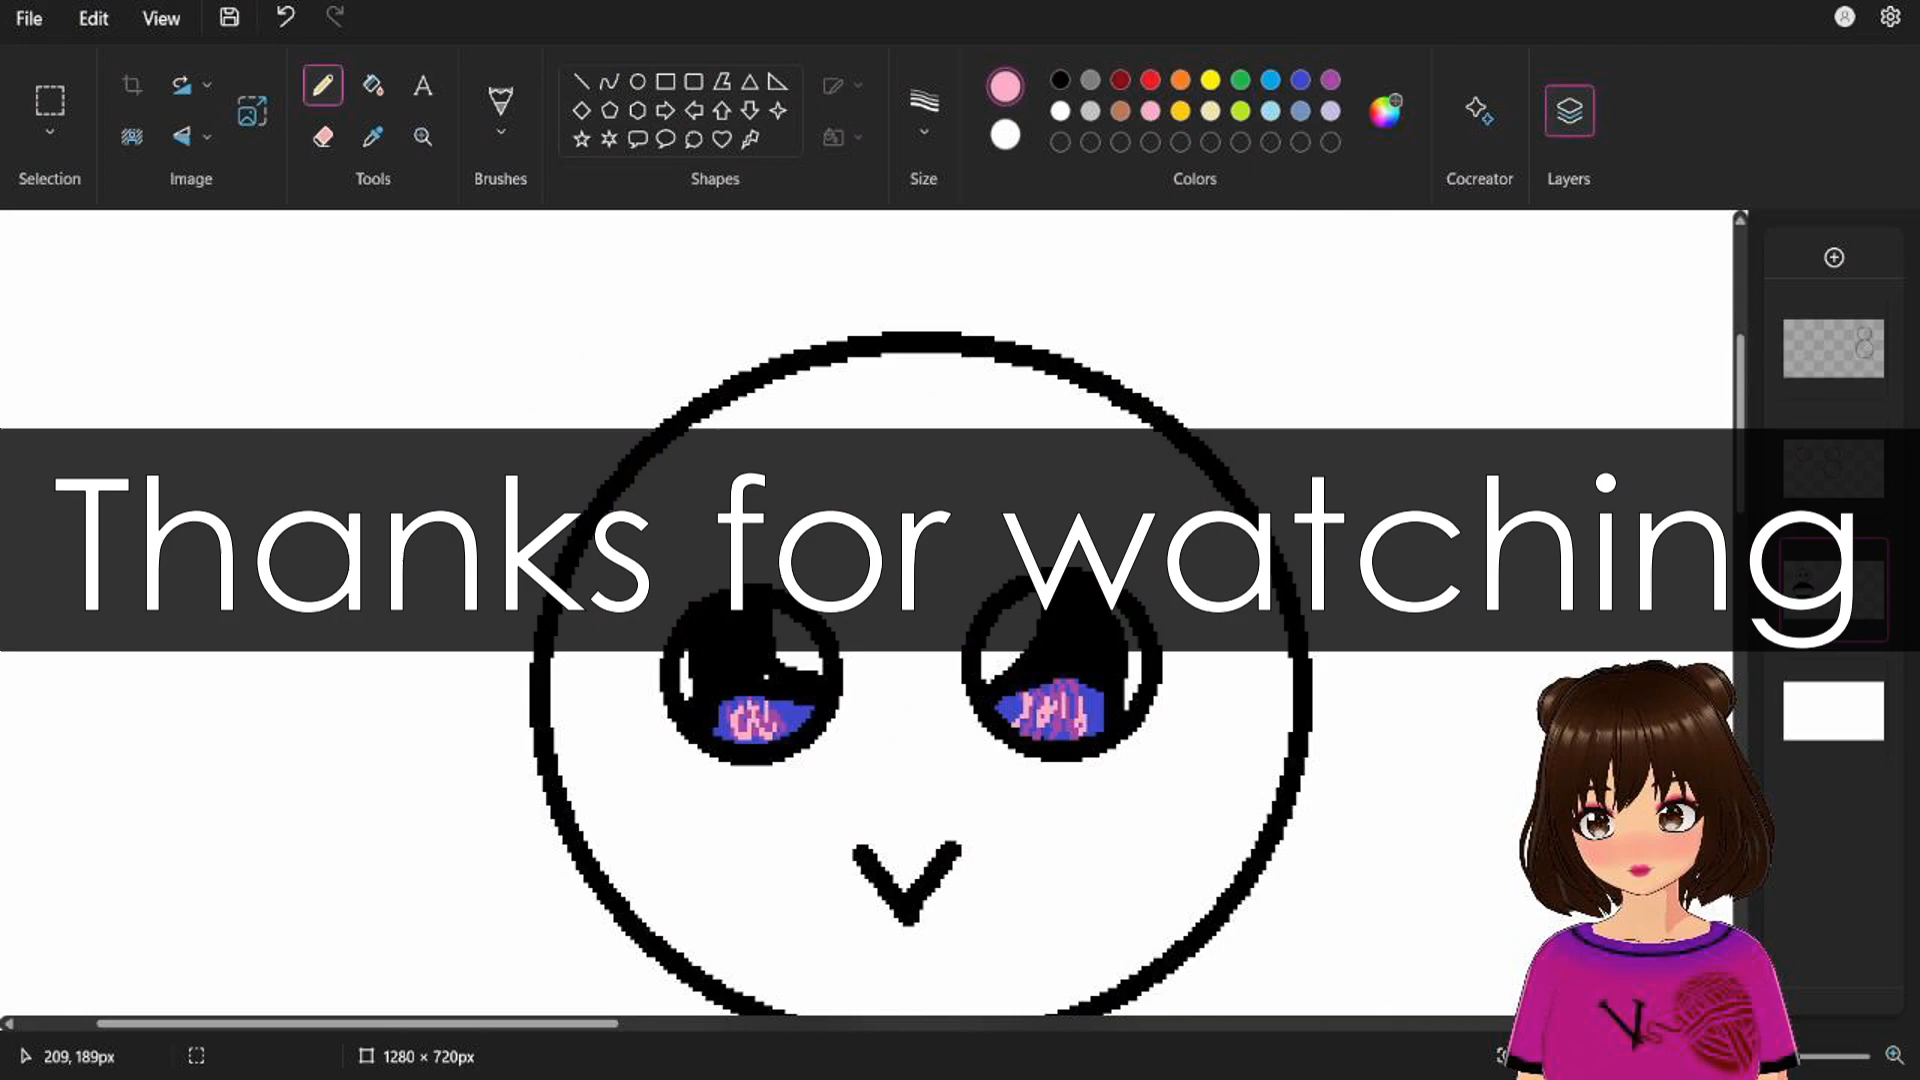 File Edit View
Selection Image Tools Brushes Shapes Size Colors Cocreator Layers
Thanks for watching
209, 189px 1280 × 720px